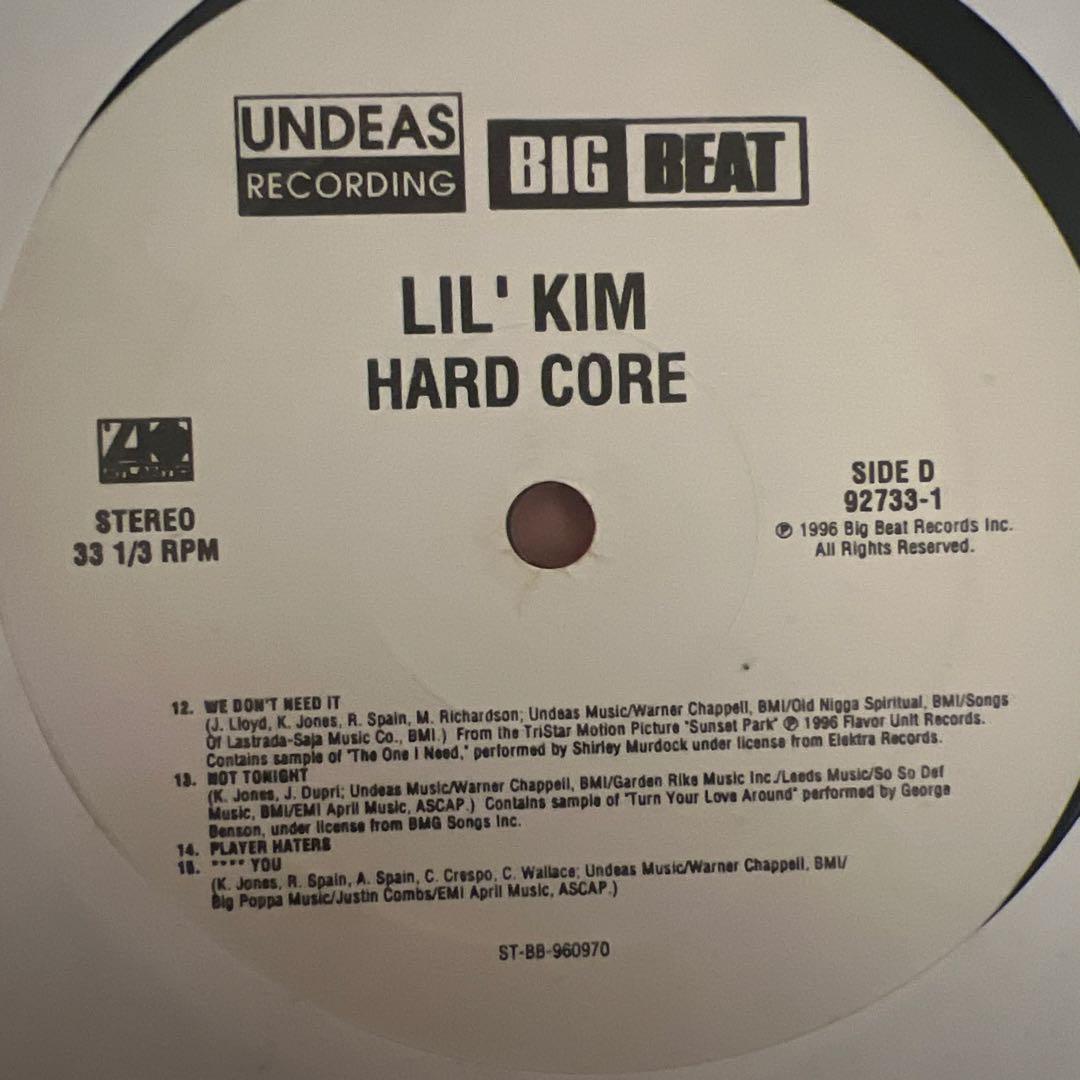 UNDEAS
RECORDING
BIG BEAT
LIL' KIM
HARD CORE
ATLANTIC
STEREO
33 1/3 RPM
SIDE D
92733-1
℗ 1996 Big Beat Records Inc.
All Rights Reserved.
12. WE DON'T NEED IT
(J. Lloyd, K. Jones, R. Spain, M. Richardson; Undeas Music/Warner Chappell, BMI/Old Nigga Spiritual, BMI/Songs
Of Lastrada-Saja Music Co., BMI.) From the TriStar Motion Picture "Sunset Park" ℗ 1996 Flavor Unit Records.
Contains sample of "The One I Need," performed by Shirley Murdock under license from Elektra Records.
13. NOT TONIGHT
(K. Jones, J. Dupri; Undeas Music/Warner Chappell, BMI/Garden Rike Music Inc./Leeds Music/So So Def
Music, BMI/EMI April Music, ASCAP.) Contains sample of "Turn Your Love Around" performed by George
Benson, under license from BMG Songs Inc.
14. PLAYER HATERS
15. **** YOU
(K. Jones, R. Spain, A. Spain, C. Crespo, C. Wallace; Undeas Music/Warner Chappell, BMI/
Big Poppa Music/Justin Combs/EMI April Music, ASCAP.)
ST-BB-960970